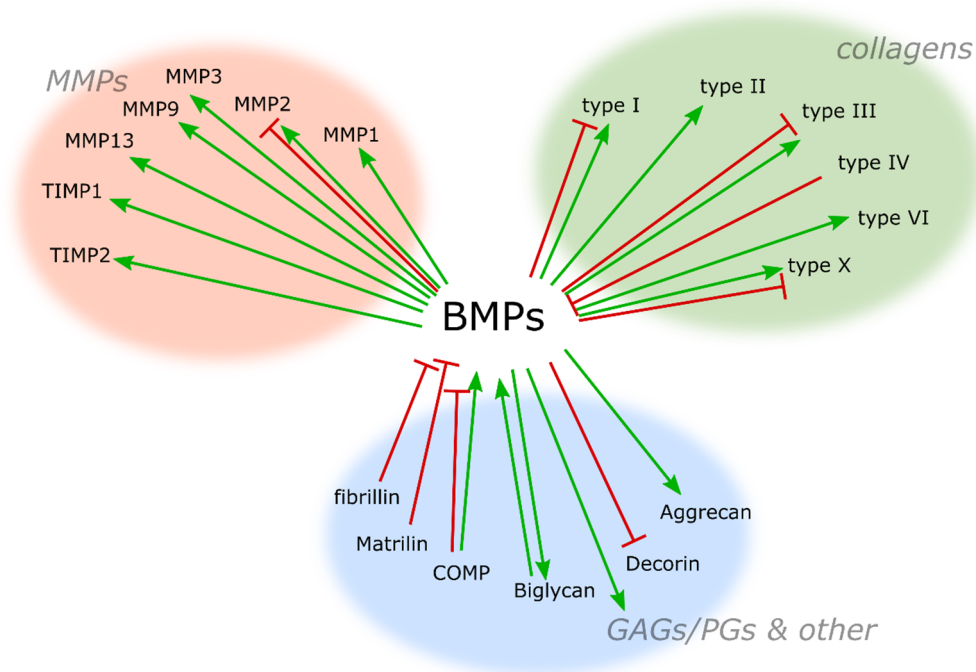 MMPs
MMP3
MMP9
MMP2
MMP13
MMP1
TIMP1
TIMP2
collagens
type I
type II
type III
type IV
type VI
type X
BMPs
fibrillin
Matrilin
COMP
Biglycan
Aggrecan
Decorin
GAGs/PGs & other